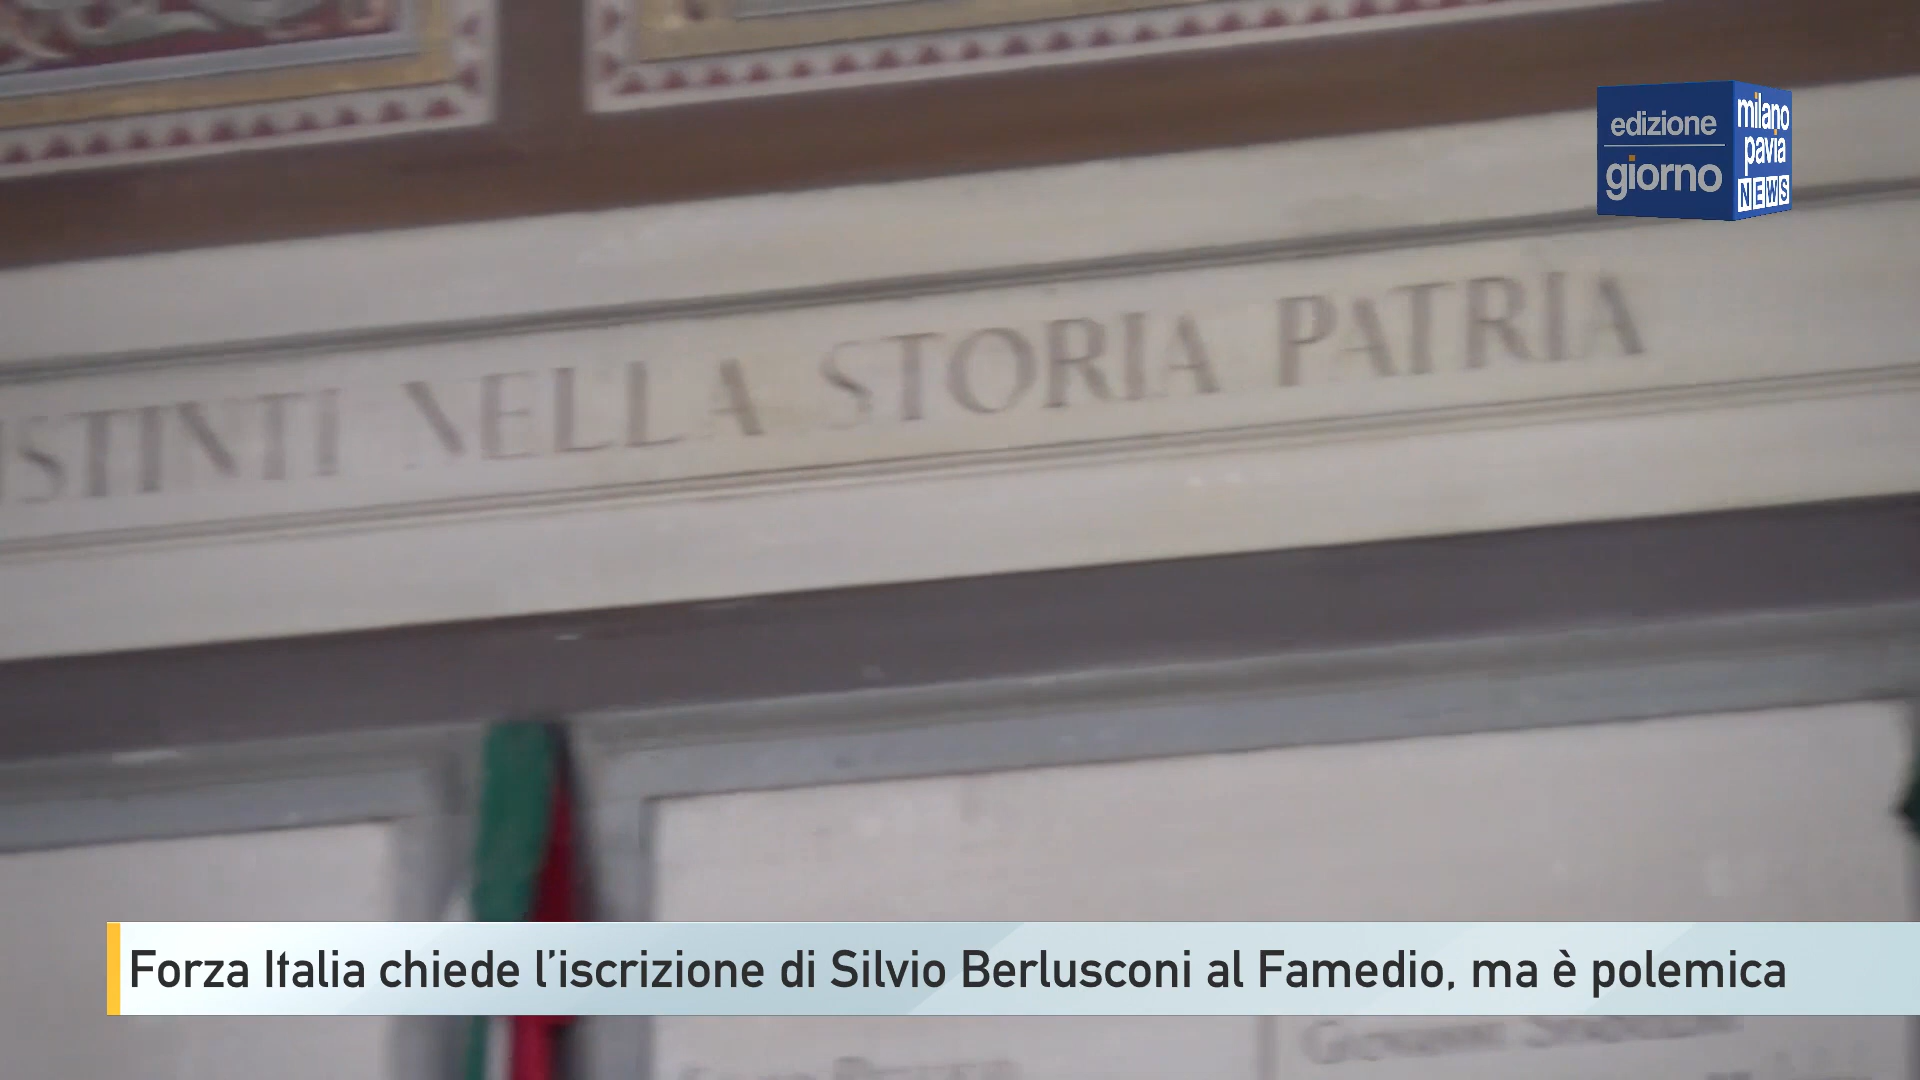 edizione
giorno
milano
pavia
NEWS
NELLA STORIA PATRIA
Forza Italia chiede l'iscrizione di Silvio Berlusconi al Famedio, ma è polemica